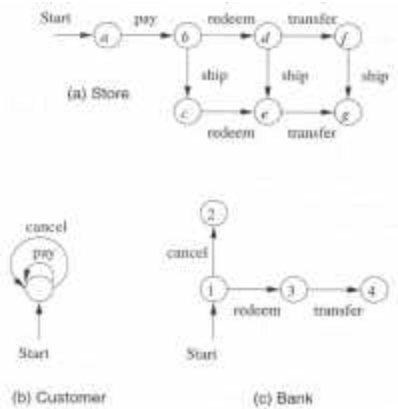 Start pay redeem transfer
a b d f
ship ship ship
(a) Store
c e g
redeem transfer
2
cancel
pay
cancel
1 3 4
redeem transfer
Start Start
(b) Customer (c) Bank